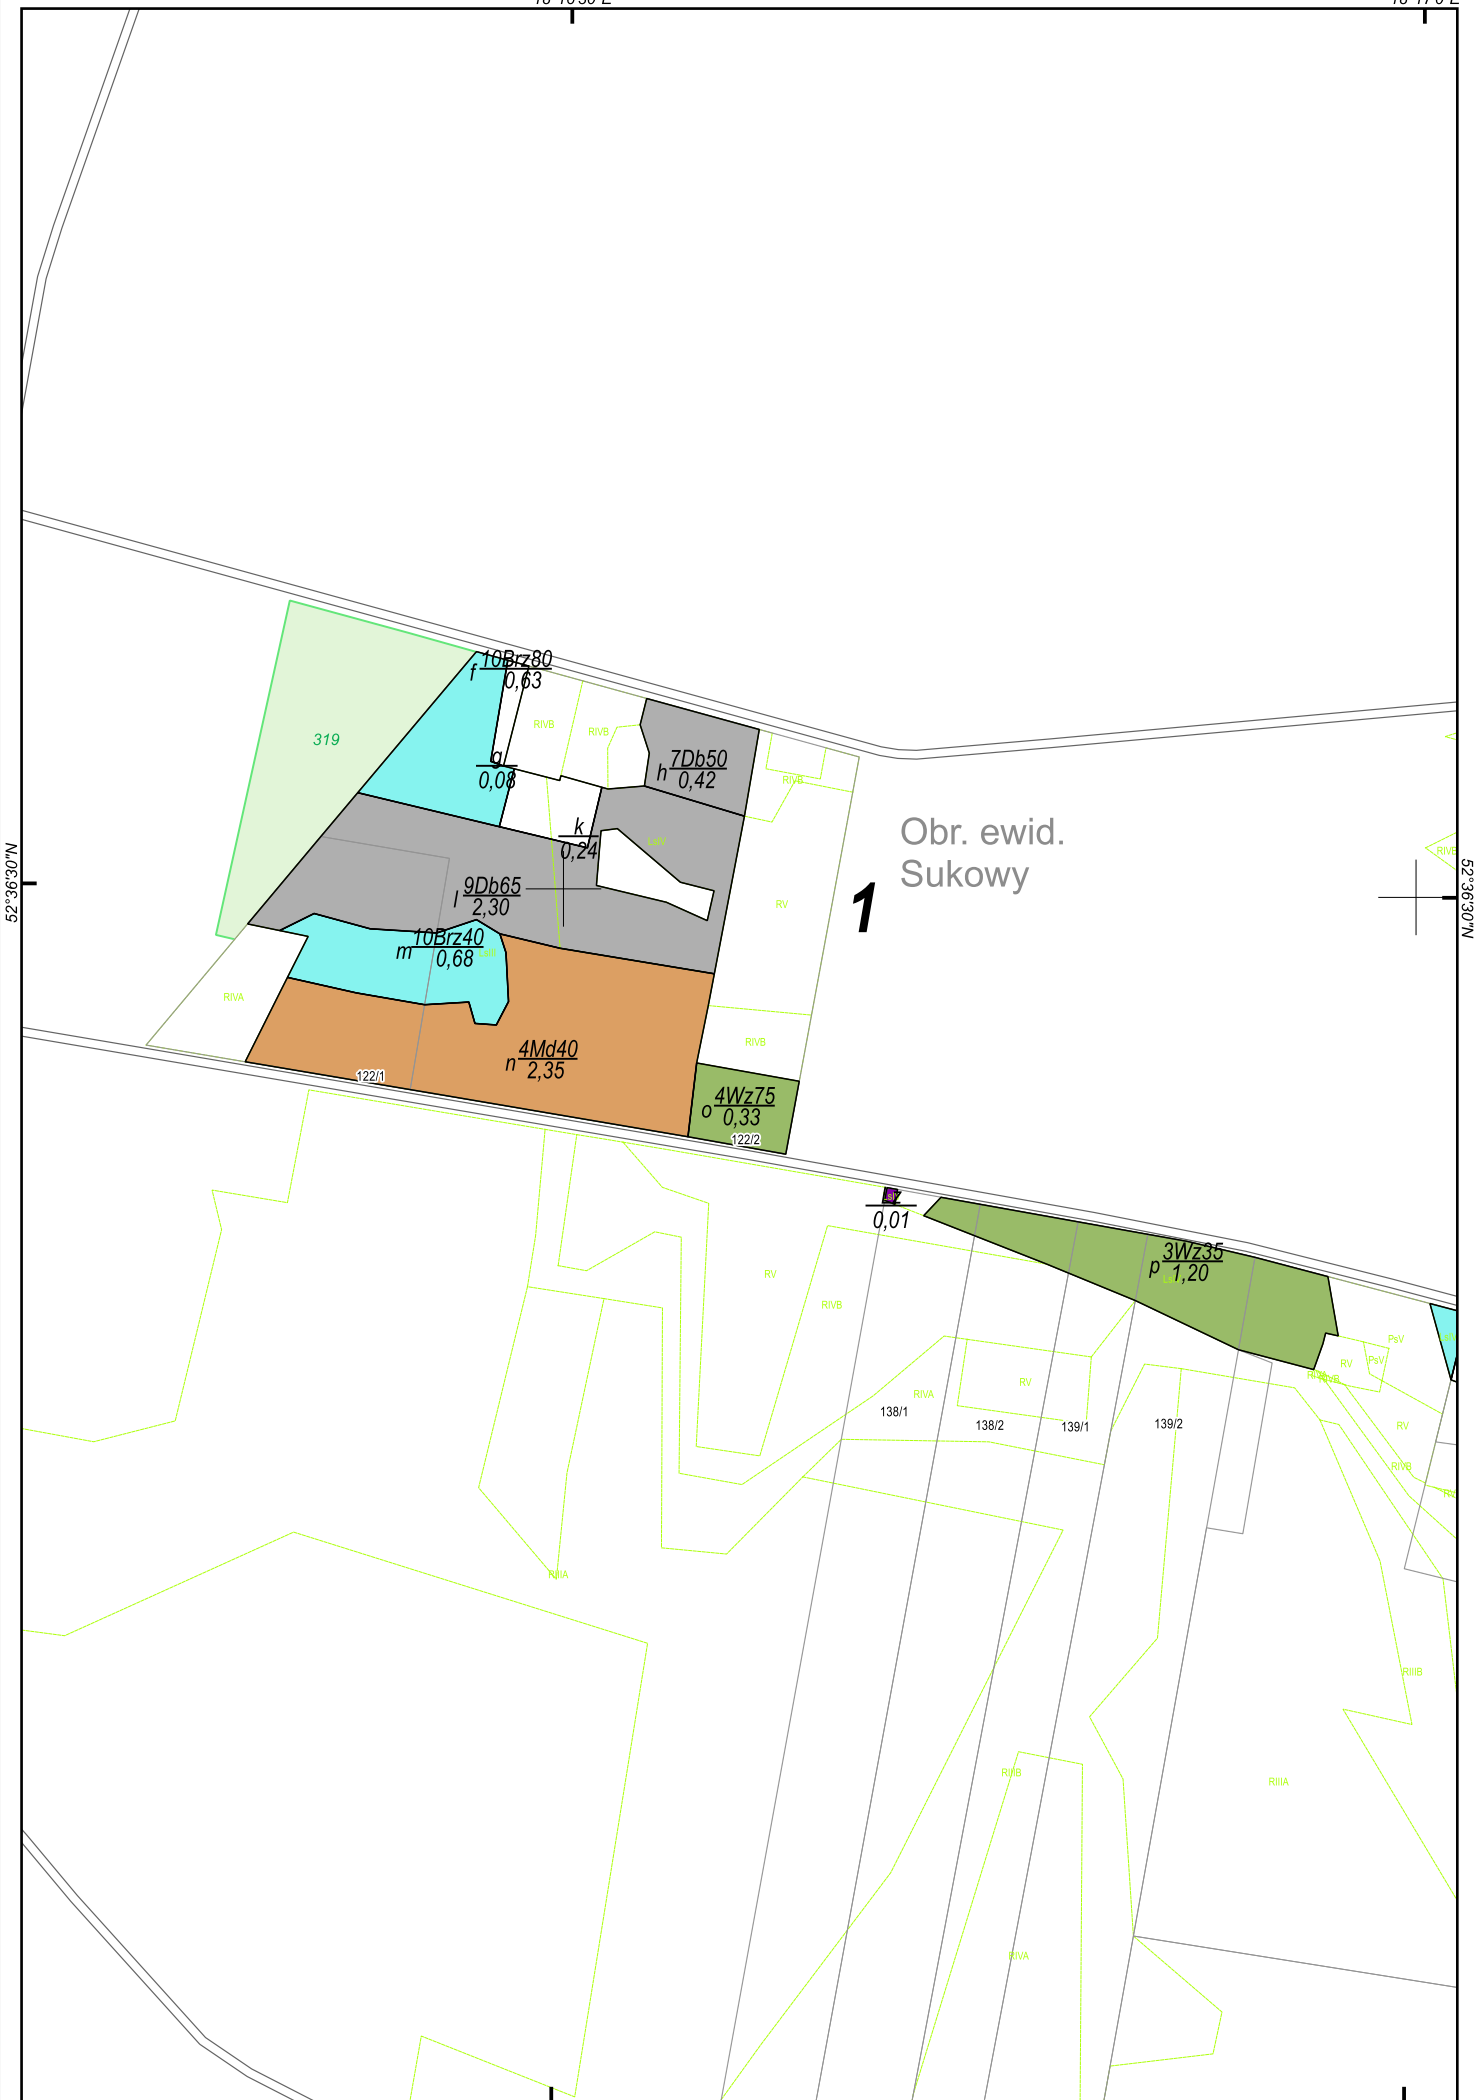 f 10Brz80
0,63
RIVB
RIVB
319
g
0,08
h 7Db50
0,42
RIVB
k
0,24
LsIV
Obr. ewid.
Sukowy
1
52°36'30"N
52°36'30"N
RIVB
l 9Db65
2,30
RV
m 10Brz40
0,68
RIVA
RIVB
n 4Md40
2,35
122/1
o 4Wz75
0,33
122/2
0,01
p 3Wz35
1,20
RV
RIVB
PsV
RV
PsV
RIVB
RIVA
RV
138/1
138/2
139/1
139/2
RV
RIVB
RIIIA
RIIIB
RIIIB
RIIIA
RIVA